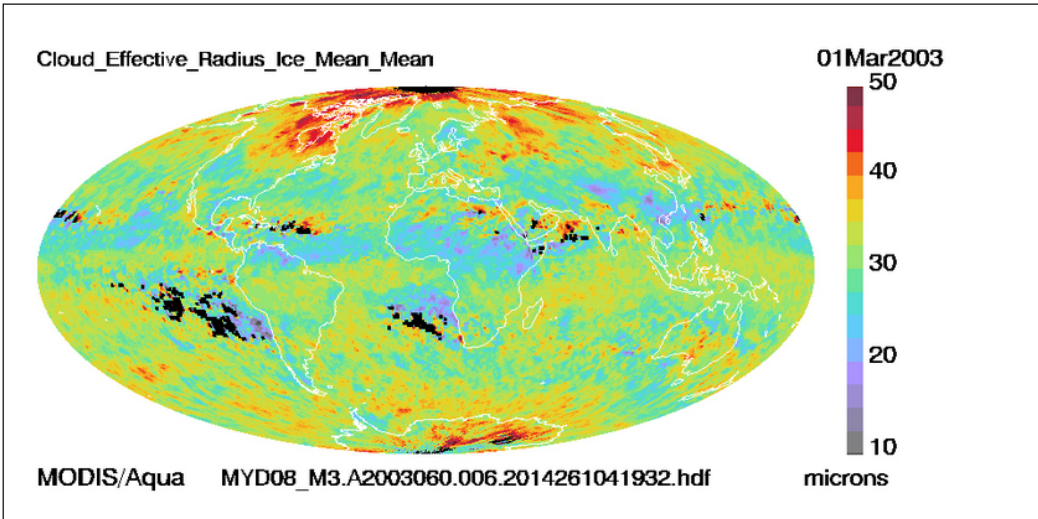 Cloud_Effective_Radius_Ice_Mean_Mean 01Mar2003
50
40
30
20
10
MODIS/Aqua MYD08_M3.A2003060.006.2014261041932.hdf microns